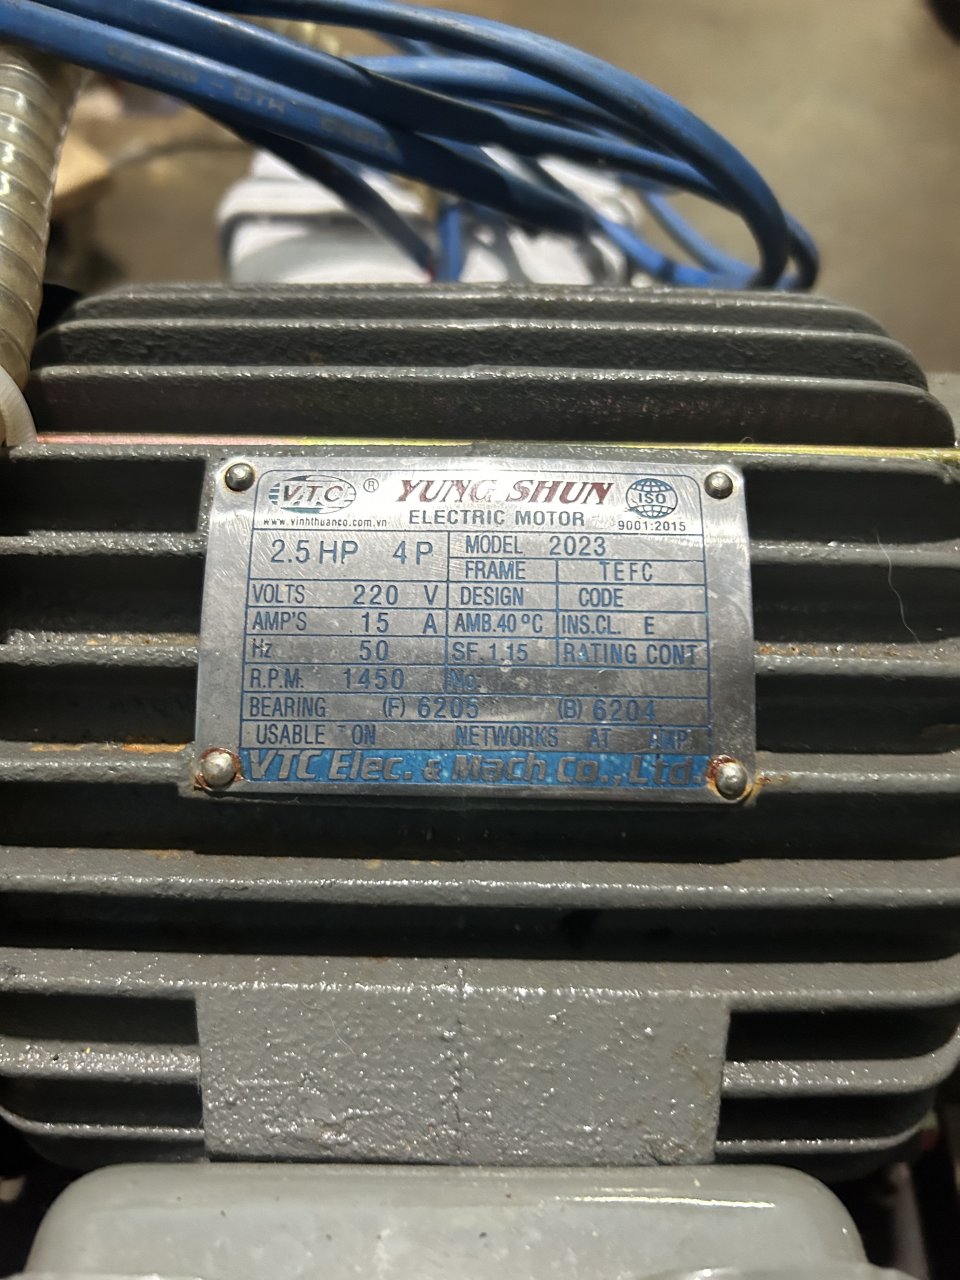 V.T.C ® YUNG SHUN ISO
www.vinhthuanco.com.vn ELECTRIC MOTOR 9001:2015
2.5 HP 4 P MODEL 2023
FRAME TEFC
VOLTS 220 V DESIGN CODE
AMP'S 15 A AMB.40°C INS.CL. E
Hz 50 SF.1.15 RATING CONT
R.P.M. 1450 No.
BEARING (F) 6205 (B) 6204
USABLE ON NETWORKS AT AMP
VTC Elec. & Mach Co., Ltd.